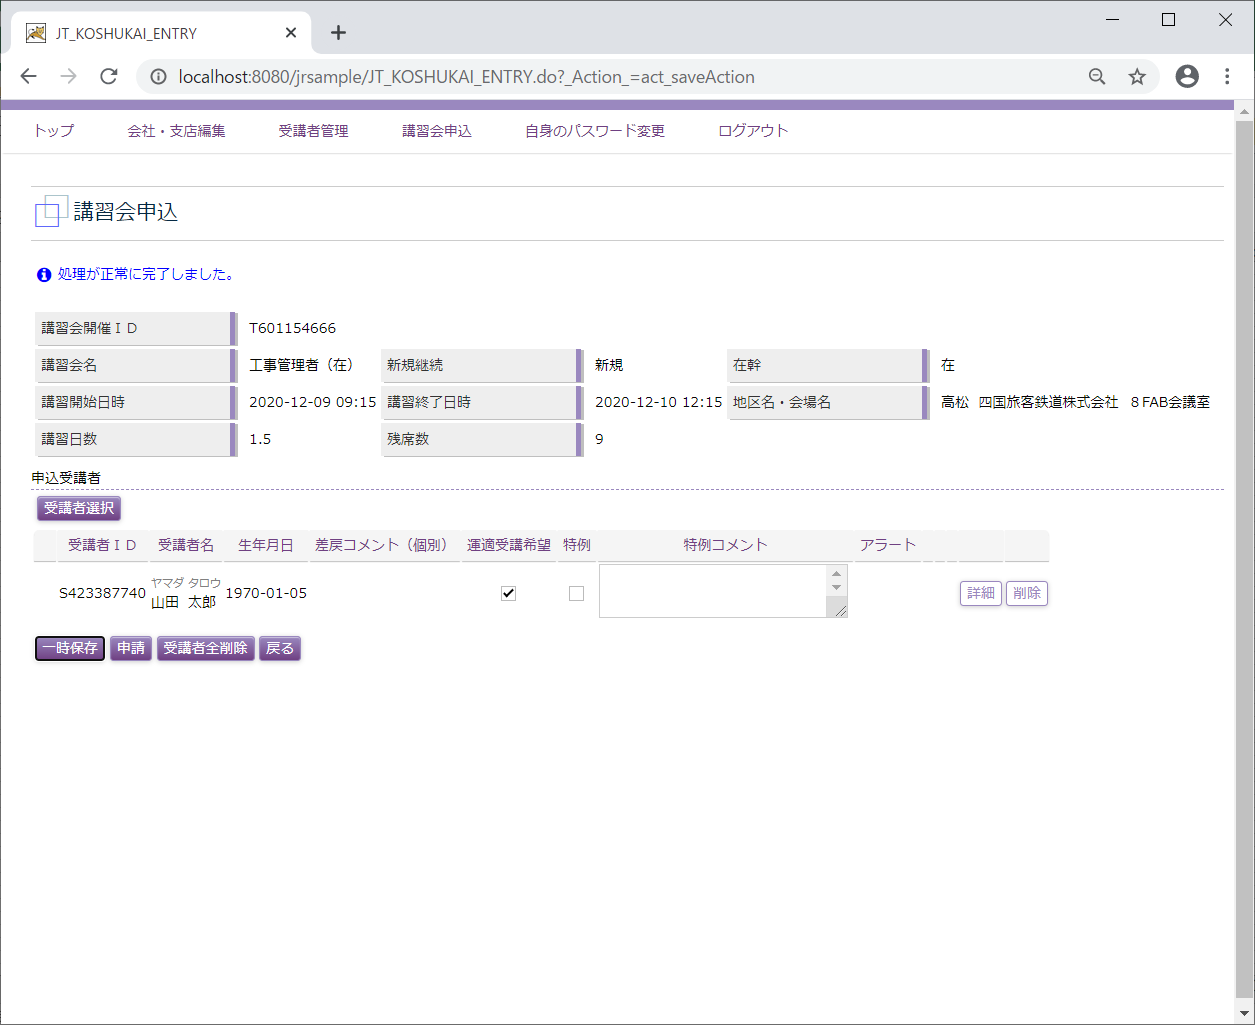 JT_KOSHUKAI_ENTRY
localhost:8080/jrsample/JT_KOSHUKAI_ENTRY.do?_Action_=act_saveAction
トップ 会社・支店編集 受講者管理 講習会申込 自身のパスワード変更 ログアウト
講習会申込
処理が正常に完了しました。
講習会開催ＩＤ T601154666
講習会名 工事管理者（在） 新規継続 新規 在幹 在
講習開始日時 2020-12-09 09:15 講習終了日時 2020-12-10 12:15 地区名・会場名 高松 四国旅客鉄道株式会社 ８FAB会議室
講習日数 1.5 残席数 9
申込受講者
受講者選択
受講者ＩＤ 受講者名 生年月日 差戻コメント（個別） 運適受講希望 特例 特例コメント アラート
ヤマダ タロウ
S423387740 山田 太郎 1970-01-05 詳細 削除
一時保存 申請 受講者全削除 戻る